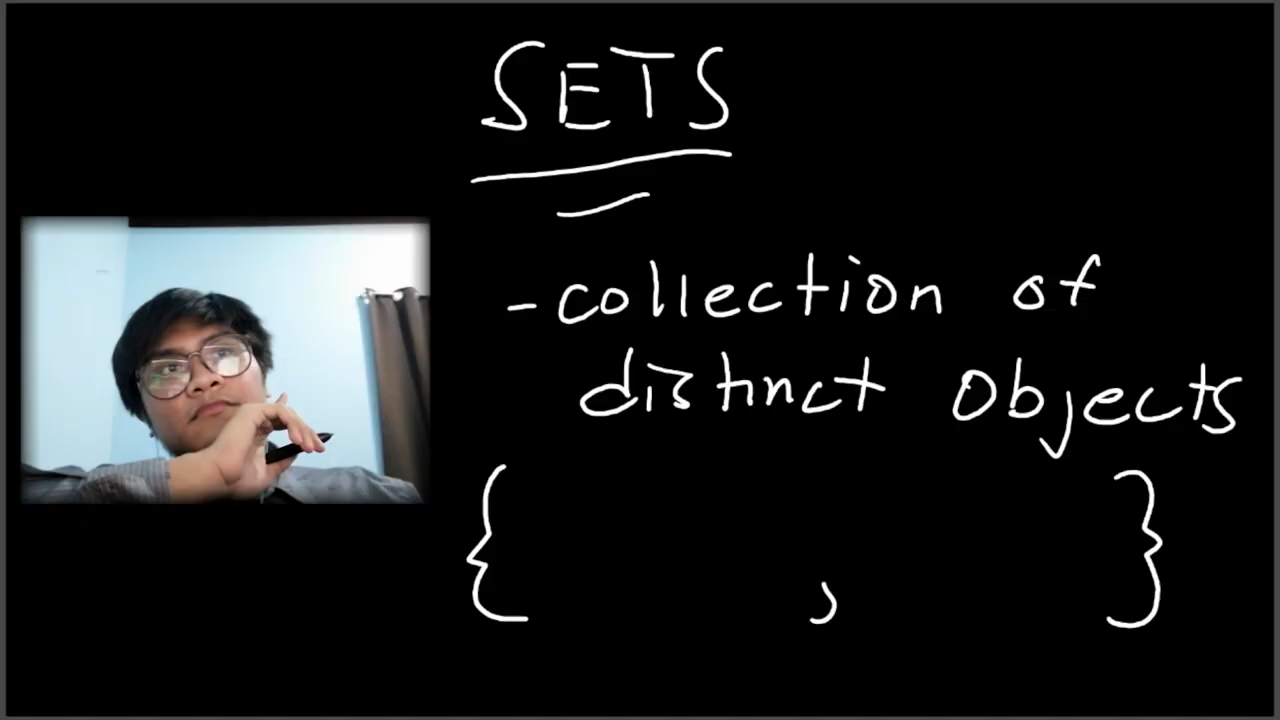 SETS
- collection of
distinct objects
{ , }